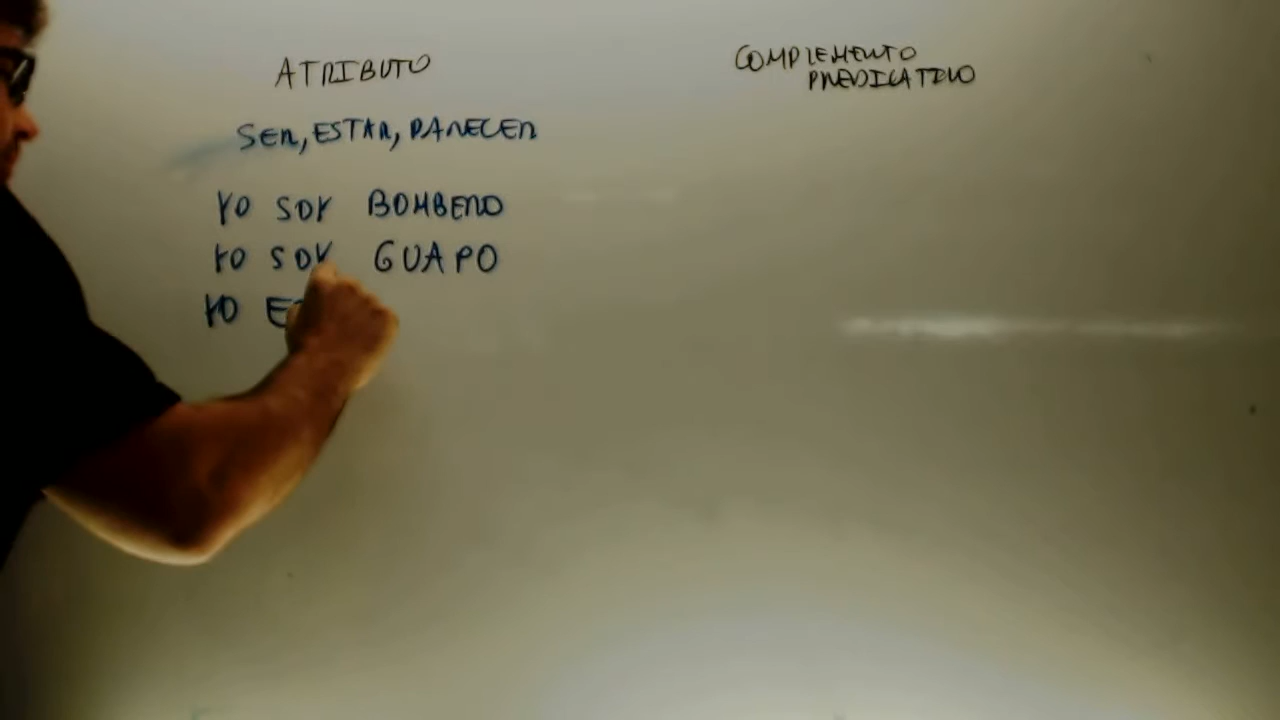 ATRIBUTO
SER, ESTAR, PARECER
YO SOY BOMBERO
YO SOY GUAPO
YO
COMPLEMENTO
PREDICATIVO